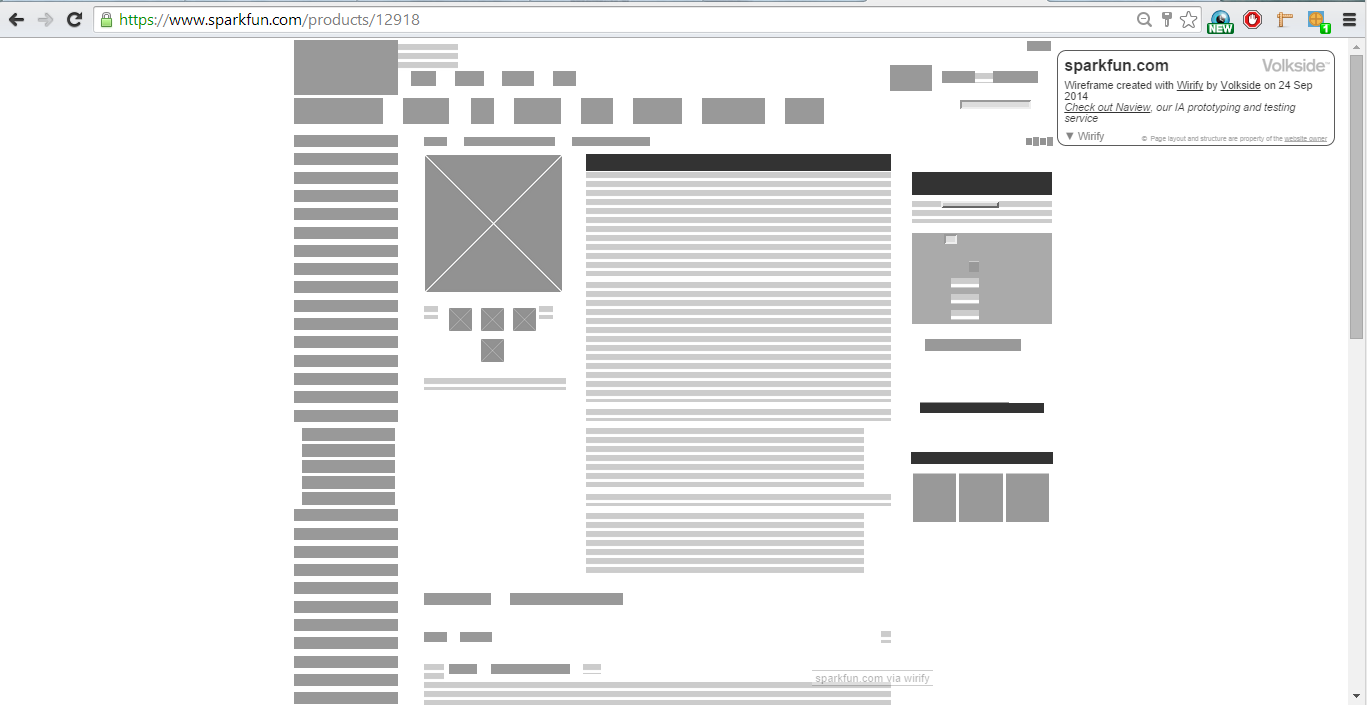 https://www.sparkfun.com/products/12918
NEW
1
sparkfun.com
Volkside™
Wireframe created with Wirify by Volkside on 24 Sep
2014
Check out Naview, our IA prototyping and testing
service
▼ Wirify
© Page layout and structure are property of the website owner
sparkfun.com via wirify